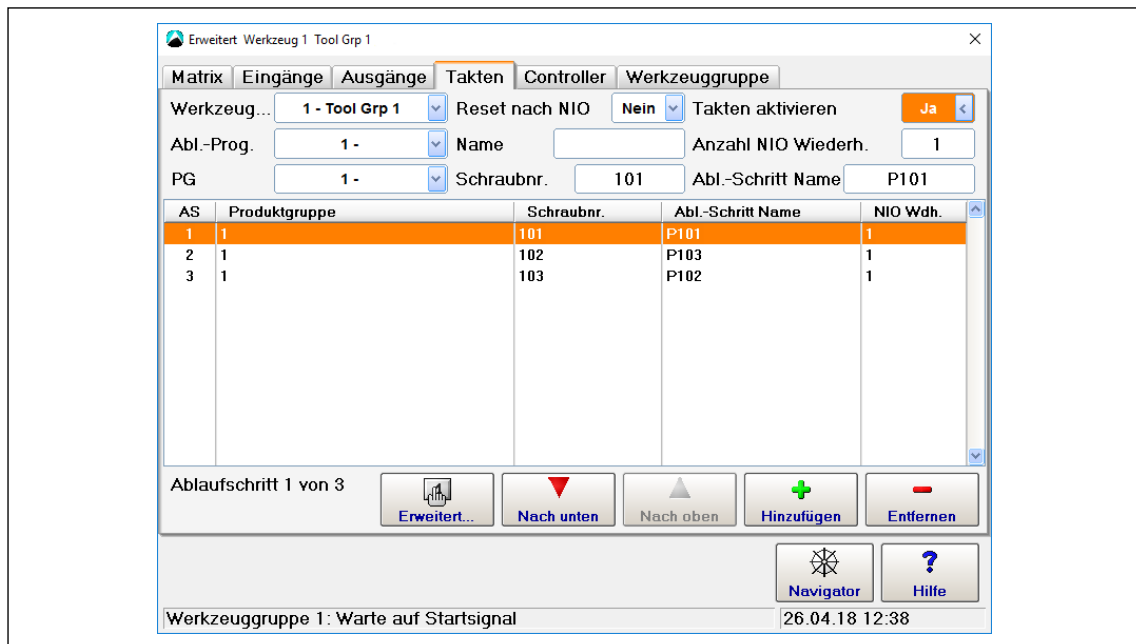 Erweitert Werkzeug 1 Tool Grp 1
Matrix Eingänge Ausgänge Takten Controller Werkzeuggruppe
Werkzeug... 1 - Tool Grp 1 Reset nach NIO Nein Takten aktivieren Ja
Abl.-Prog. 1 - Name Anzahl NIO Wiederh. 1
PG 1 - Schraubnr. 101 Abl.-Schritt Name P101
AS Produktgruppe Schraubnr. Abl.-Schritt Name NIO Wdh.
1 1 101 P101 1
2 1 102 P103 1
3 1 103 P102 1
Ablaufschritt 1 von 3
Erweitert... Nach unten Nach oben Hinzufügen Entfernen
Navigator Hilfe
Werkzeuggruppe 1: Warte auf Startsignal 26.04.18 12:38